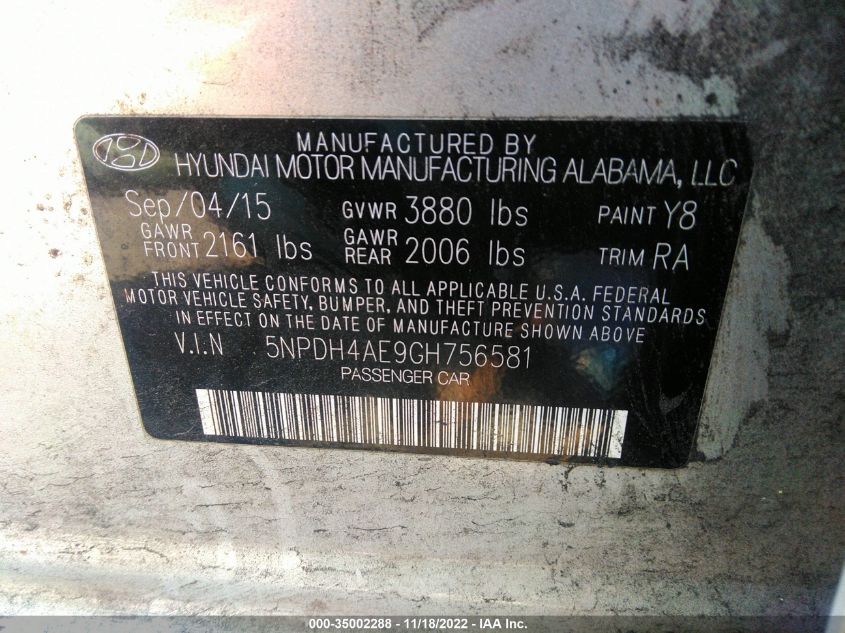 MANUFACTURED BY
HYUNDAI MOTOR MANUFACTURING ALABAMA, LLC
Sep/04/15 GVWR 3880 lbs PAINT Y8
GAWR FRONT 2161 lbs GAWR REAR 2006 lbs TRIM RA
THIS VEHICLE CONFORMS TO ALL APPLICABLE U.S.A. FEDERAL
MOTOR VEHICLE SAFETY, BUMPER, AND THEFT PREVENTION STANDARDS
IN EFFECT ON THE DATE OF MANUFACTURE SHOWN ABOVE
V.I.N 5NPDH4AE9GH756581
PASSENGER CAR
000-35002288 - 11/18/2022 - IAA Inc.